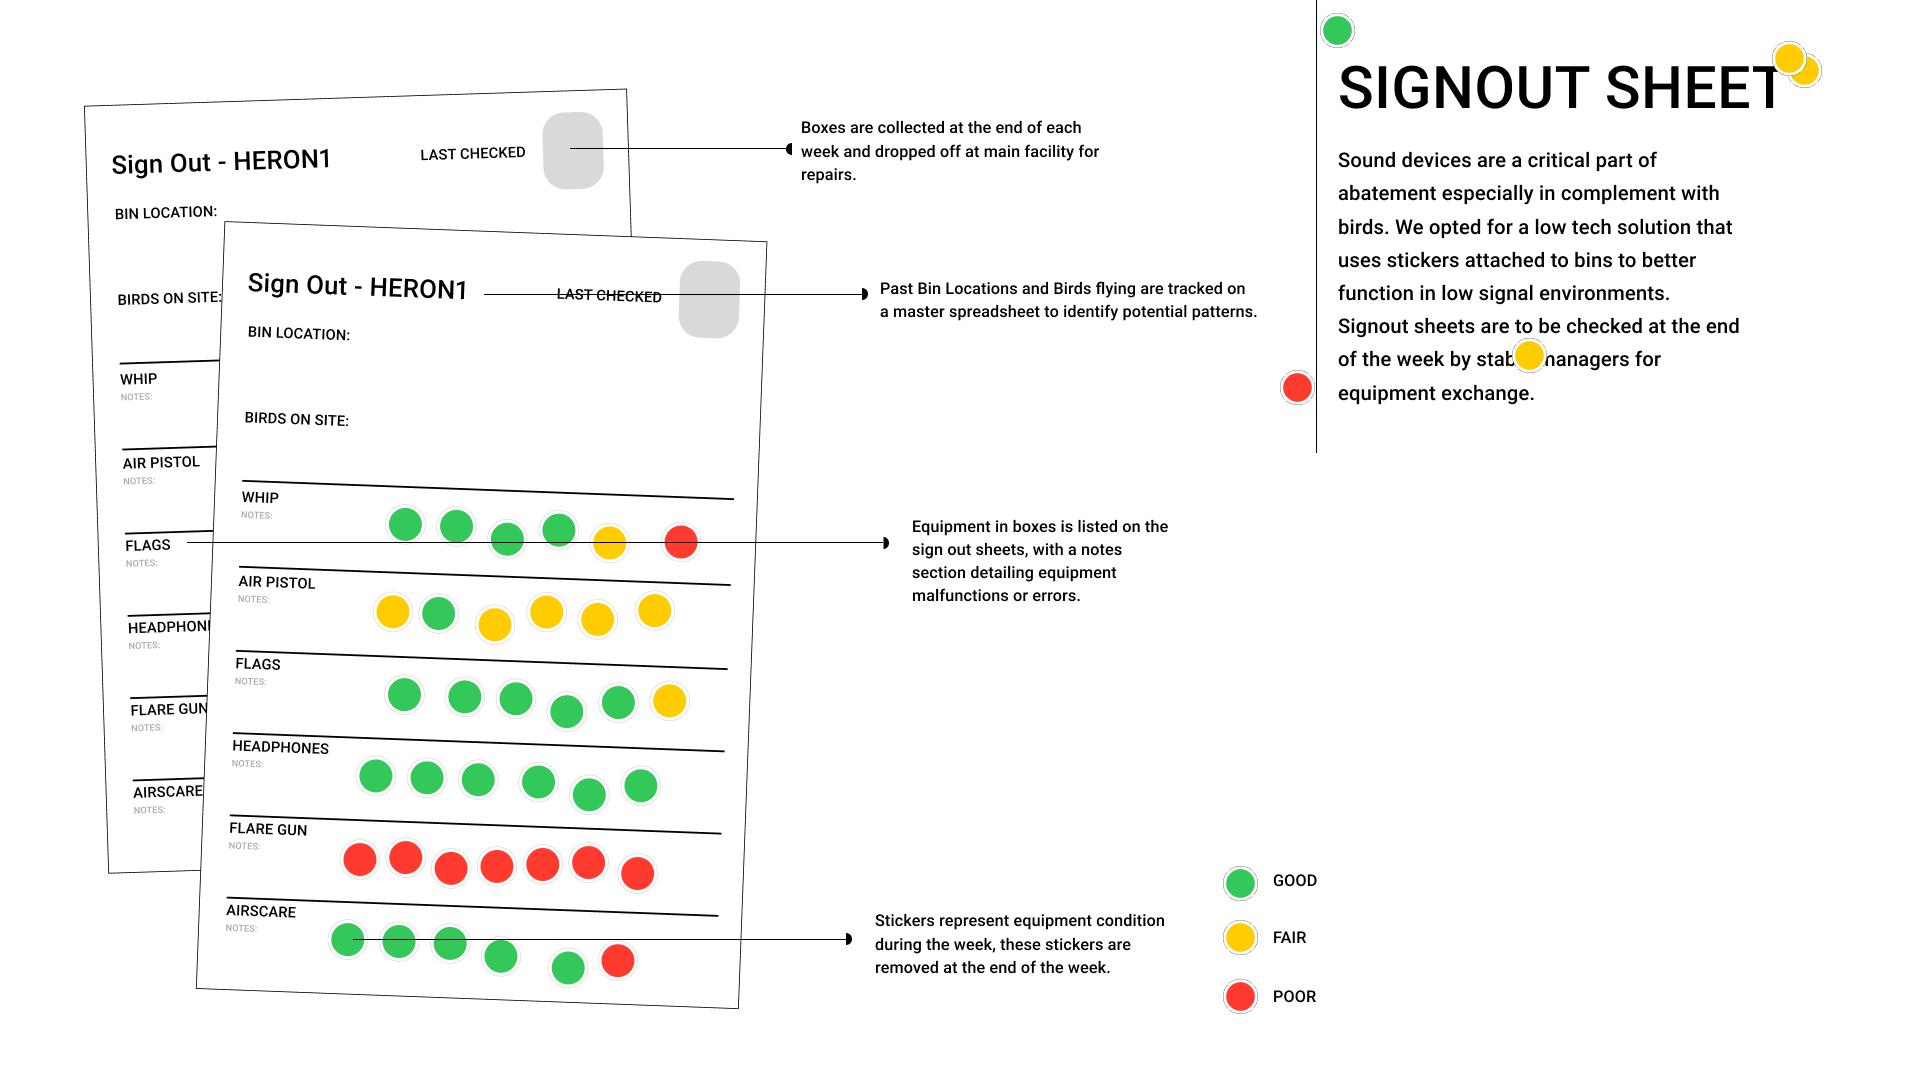 SIGNOUT SHEET
Sound devices are a critical part of
abatement especially in complement with
birds. We opted for a low tech solution that
uses stickers attached to bins to better
function in low signal environments.
Signout sheets are to be checked at the end
of the week by stab managers for
equipment exchange.
Sign Out - HERON1
LAST CHECKED
BIN LOCATION:
BIRDS ON SITE:
WHIP
NOTES:
AIR PISTOL
NOTES:
FLAGS
NOTES:
HEADPHON
NOTES:
FLARE GUN
NOTES:
AIRSCARE
NOTES:
Sign Out - HERON1
LAST CHECKED
BIN LOCATION:
BIRDS ON SITE:
WHIP
NOTES:
AIR PISTOL
NOTES:
FLAGS
NOTES:
HEADPHONES
NOTES:
FLARE GUN
NOTES:
AIRSCARE
NOTES:
Boxes are collected at the end of each
week and dropped off at main facility for
repairs.
Past Bin Locations and Birds flying are tracked on
a master spreadsheet to identify potential patterns.
Equipment in boxes is listed on the
sign out sheets, with a notes
section detailing equipment
malfunctions or errors.
Stickers represent equipment condition
during the week, these stickers are
removed at the end of the week.
GOOD
FAIR
POOR